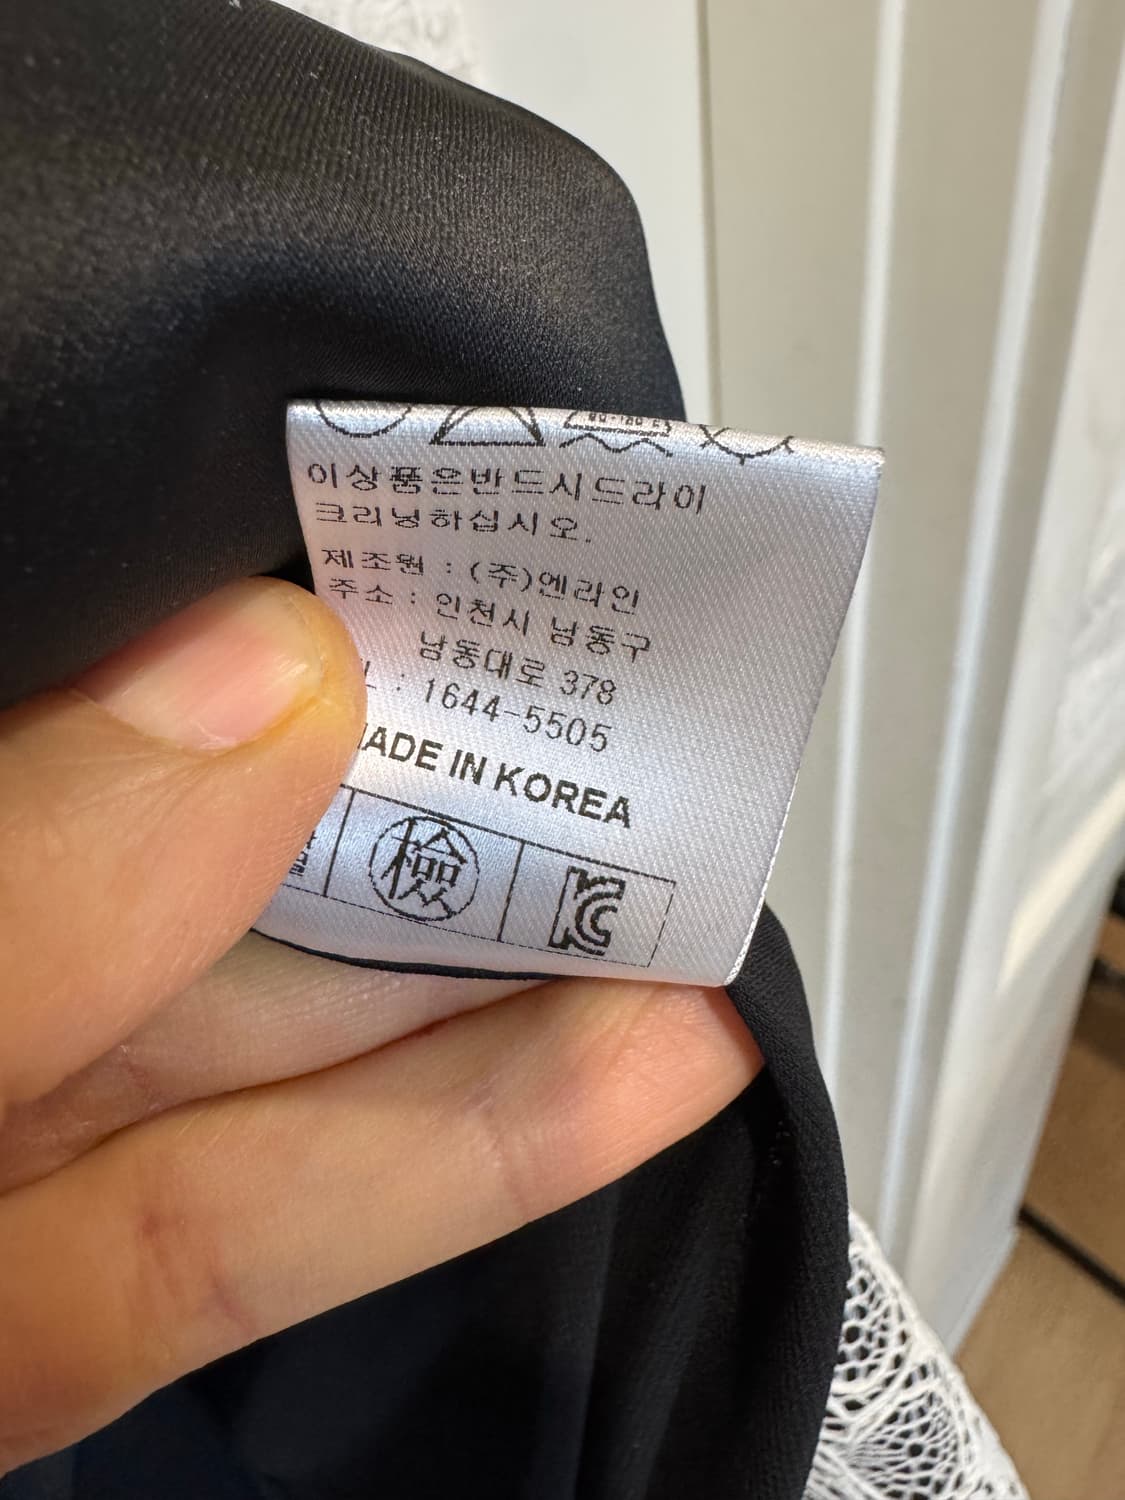 이상품은반드시드라이
크리닝하십시오.
제조원 : (주)엔라인
주소 : 인천시 남동구
남동대로 378
: 1644-5505
MADE IN KOREA
檢